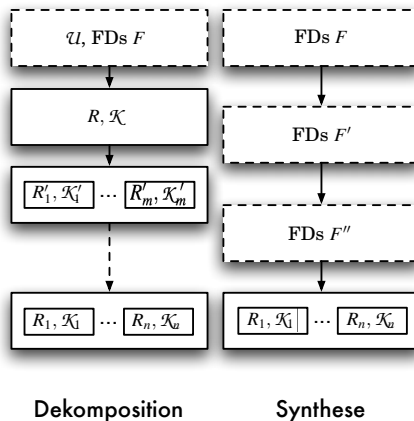 𝒰, FDs F
R, 𝒦
R′₁, 𝒦′₁ ··· R′ₘ, 𝒦′ₘ
R₁, 𝒦₁ ··· Rₙ, 𝒦ₙ
Dekomposition
FDs F
FDs F′
FDs F″
R₁, 𝒦₁ ··· Rₙ, 𝒦ₙ
Synthese